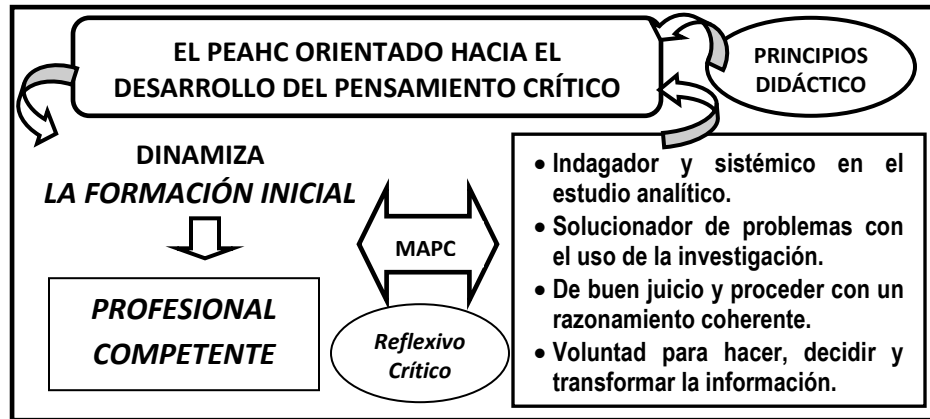 EL PEAHC ORIENTADO HACIA EL
DESARROLLO DEL PENSAMIENTO CRÍTICO
PRINCIPIOS
DIDÁCTICO
DINAMIZA
LA FORMACIÓN INICIAL
PROFESIONAL
COMPETENTE
MAPC
Reflexivo
Crítico
• Indagador y sistémico en el
estudio analítico.
• Solucionador de problemas con
el uso de la investigación.
• De buen juicio y proceder con un
razonamiento coherente.
• Voluntad para hacer, decidir y
transformar la información.